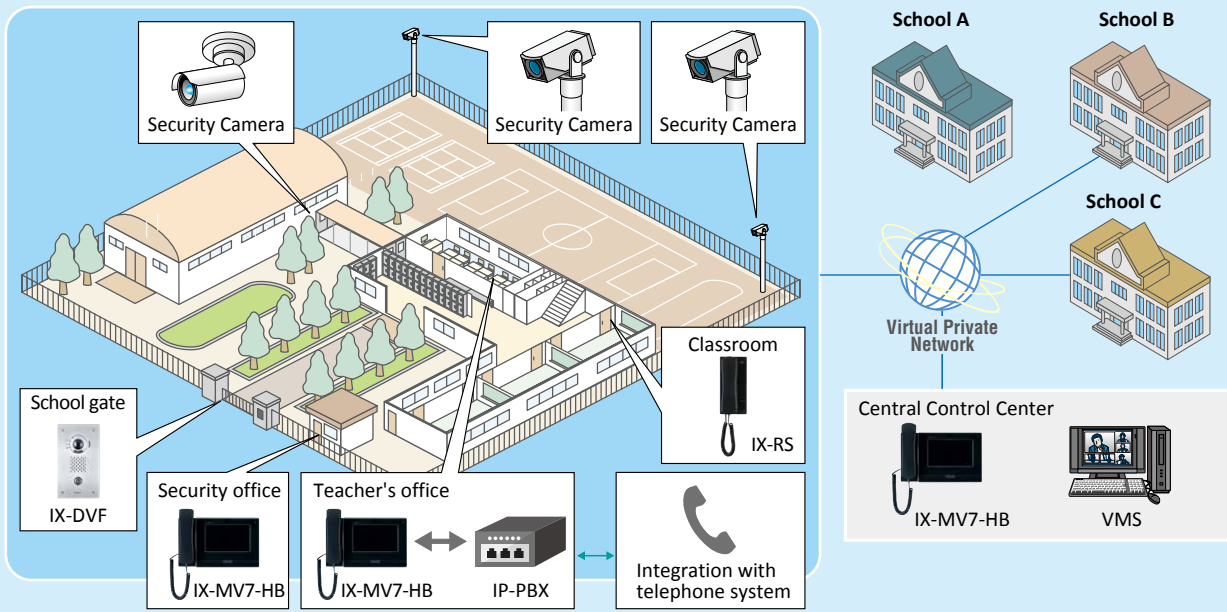 Security Camera
Security Camera
Security Camera
School gate
IX-DVF
Security office
IX-MV7-HB
Teacher's office
IX-MV7-HB
IP-PBX
Integration with
telephone system
Classroom
IX-RS
School A
School B
School C
Virtual Private
Network
Central Control Center
IX-MV7-HB
VMS